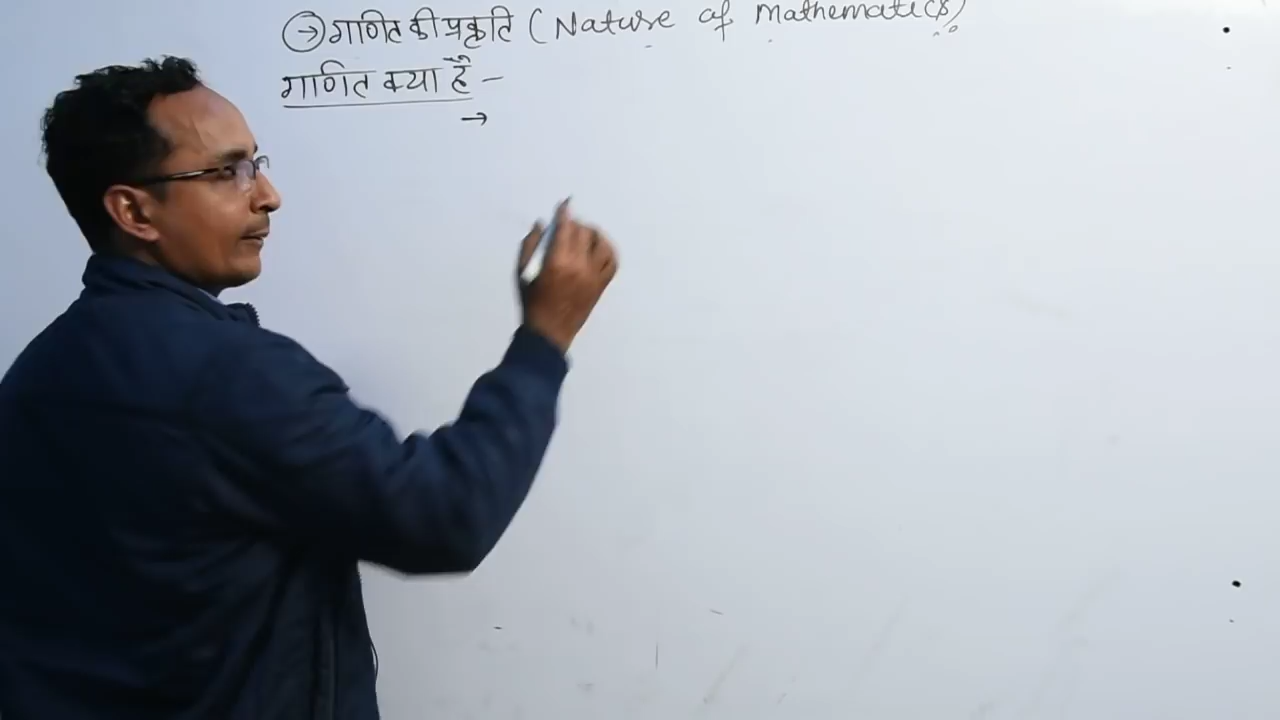 → गणित की प्रकृति ( Nature of Mathematics)
गणित क्या है -
→